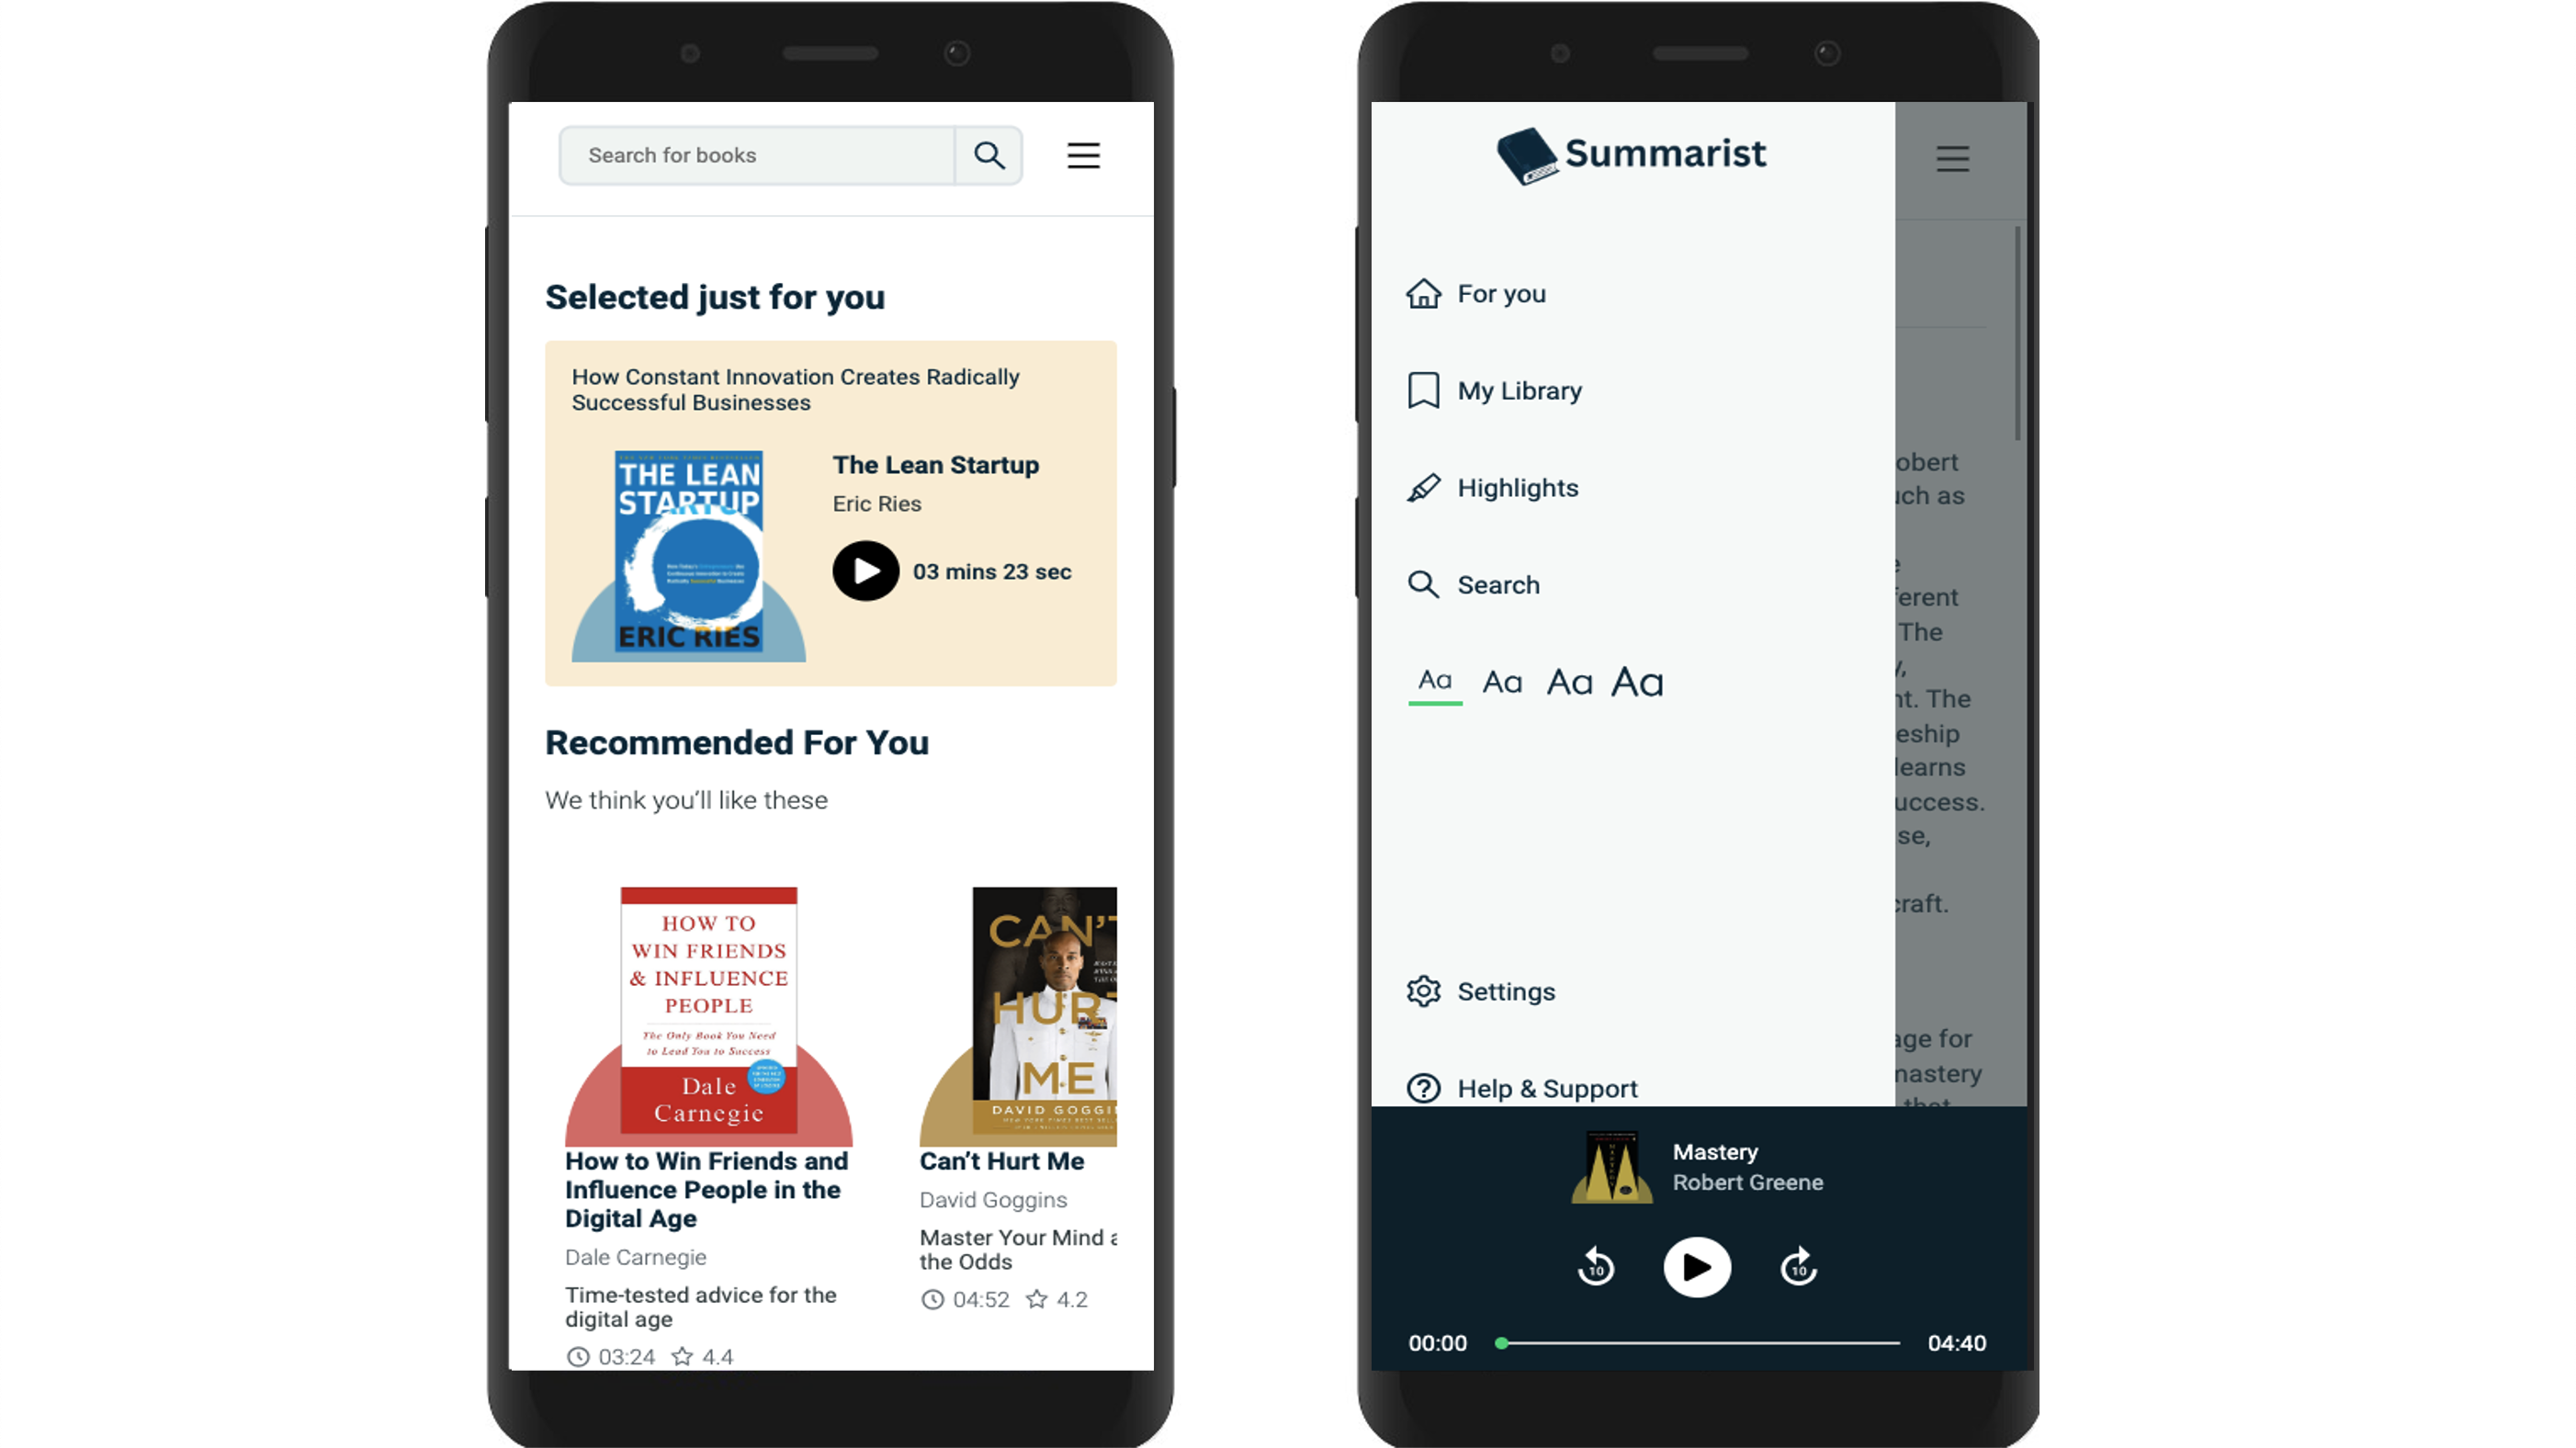 Search for books
Selected just for you
How Constant Innovation Creates Radically
Successful Businesses
THE LEAN
STARTUP
ERIC RIES
The Lean Startup
Eric Ries
03 mins 23 sec
Recommended For You
We think you'll like these
HOW TO
WIN FRIENDS
& INFLUENCE
PEOPLE
The Only Book You Need
to Lead You to Success
Dale
Carnegie
How to Win Friends and
Influence People in the
Digital Age
Dale Carnegie
Time-tested advice for the
digital age
03:24 4.4
CAN'T
HURT
ME
DAVID GOGGI
Can't Hurt Me
David Goggins
Master Your Mind a
the Odds
04:52 4.2
Summarist
For you
My Library
Highlights
Search
Aa Aa Aa Aa
Settings
Help & Support
obert
uch as
e
ferent
The
y,
nt. The
eship
learns
uccess.
se,
craft.
age for
mastery
that
Mastery
Robert Greene
10 10
00:00 04:40